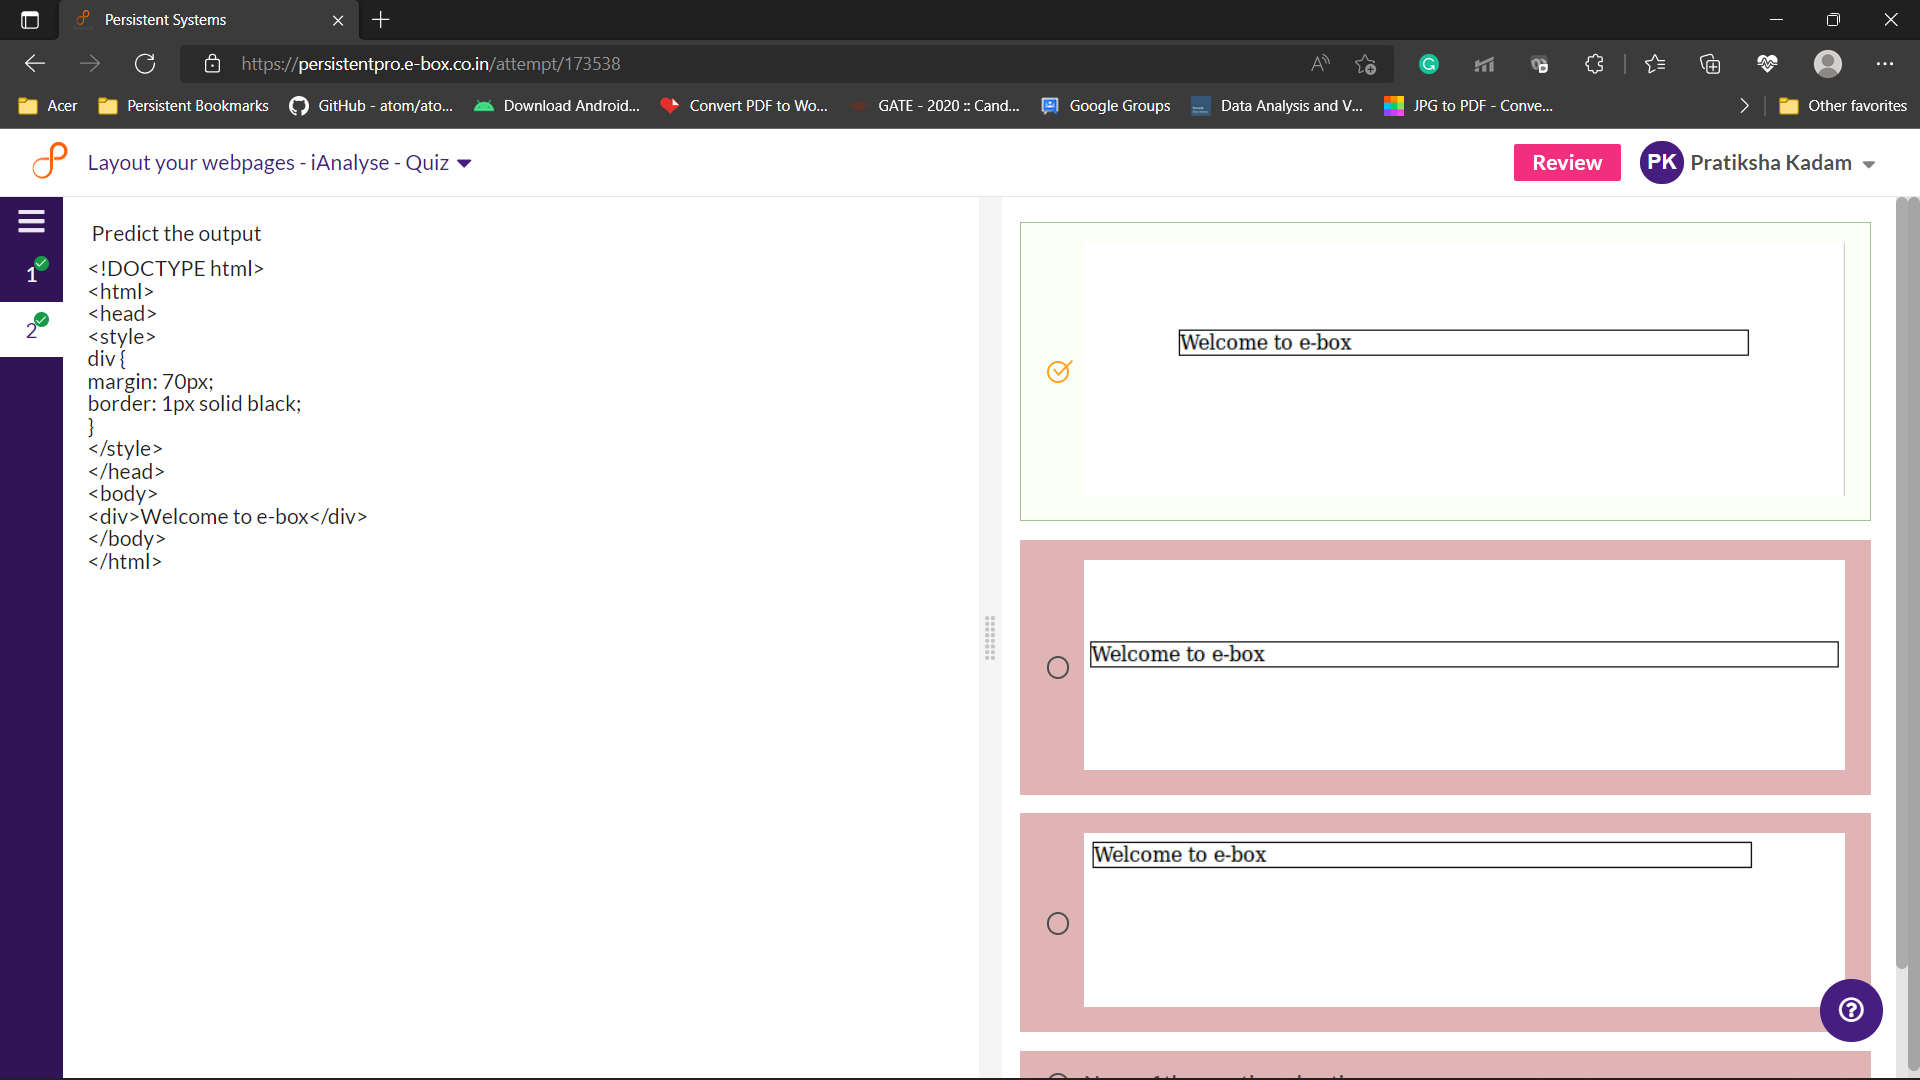 Persistent Systems
https://persistentpro.e-box.co.in/attempt/173538
Acer
Persistent Bookmarks
GitHub - atom/ato...
Download Android...
Convert PDF to Wo...
GATE - 2020 :: Cand...
Google Groups
Data Analysis and V...
JPG to PDF - Conve...
Other favorites
Layout your webpages - iAnalyse - Quiz
Review
PK
Pratiksha Kadam
1
2
Predict the output
<!DOCTYPE html>
<html>
<head>
<style>
div {
margin: 70px;
border: 1px solid black;
}
</style>
</head>
<body>
<div>Welcome to e-box</div>
</body>
</html>
Welcome to e-box
Welcome to e-box
Welcome to e-box